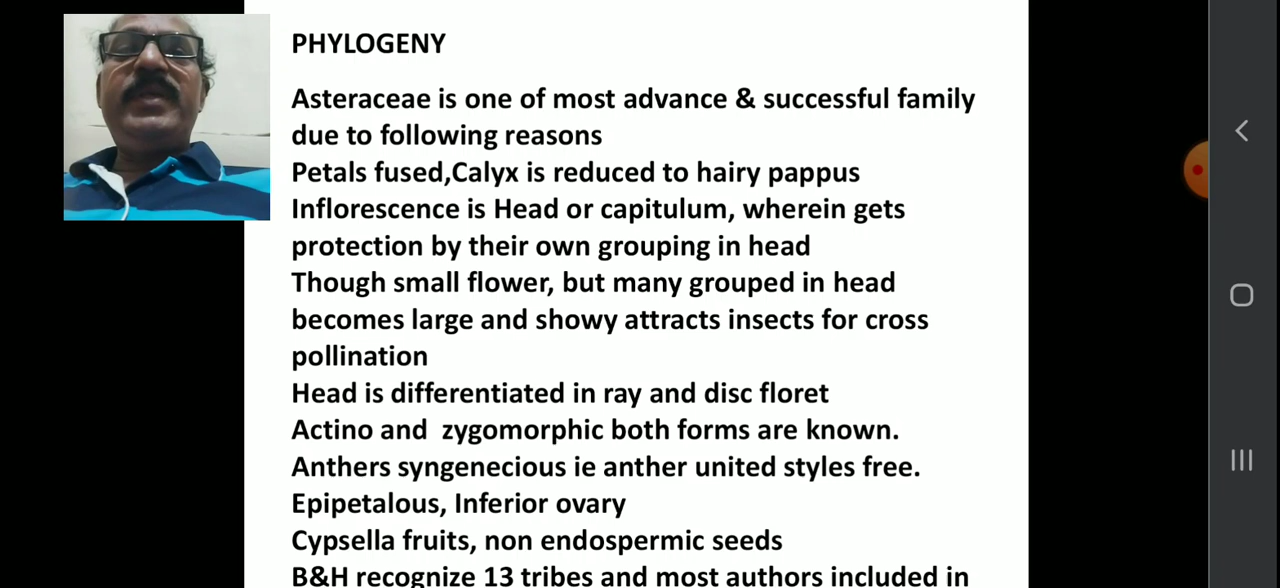 PHYLOGENY
Asteraceae is one of most advance & successful family
due to following reasons
Petals fused,Calyx is reduced to hairy pappus
Inflorescence is Head or capitulum, wherein gets
protection by their own grouping in head
Though small flower, but many grouped in head
becomes large and showy attracts insects for cross
pollination
Head is differentiated in ray and disc floret
Actino and  zygomorphic both forms are known.
Anthers syngenecious ie anther united styles free.
Epipetalous, Inferior ovary
Cypsella fruits, non endospermic seeds
B&H recognize 13 tribes and most authors included in